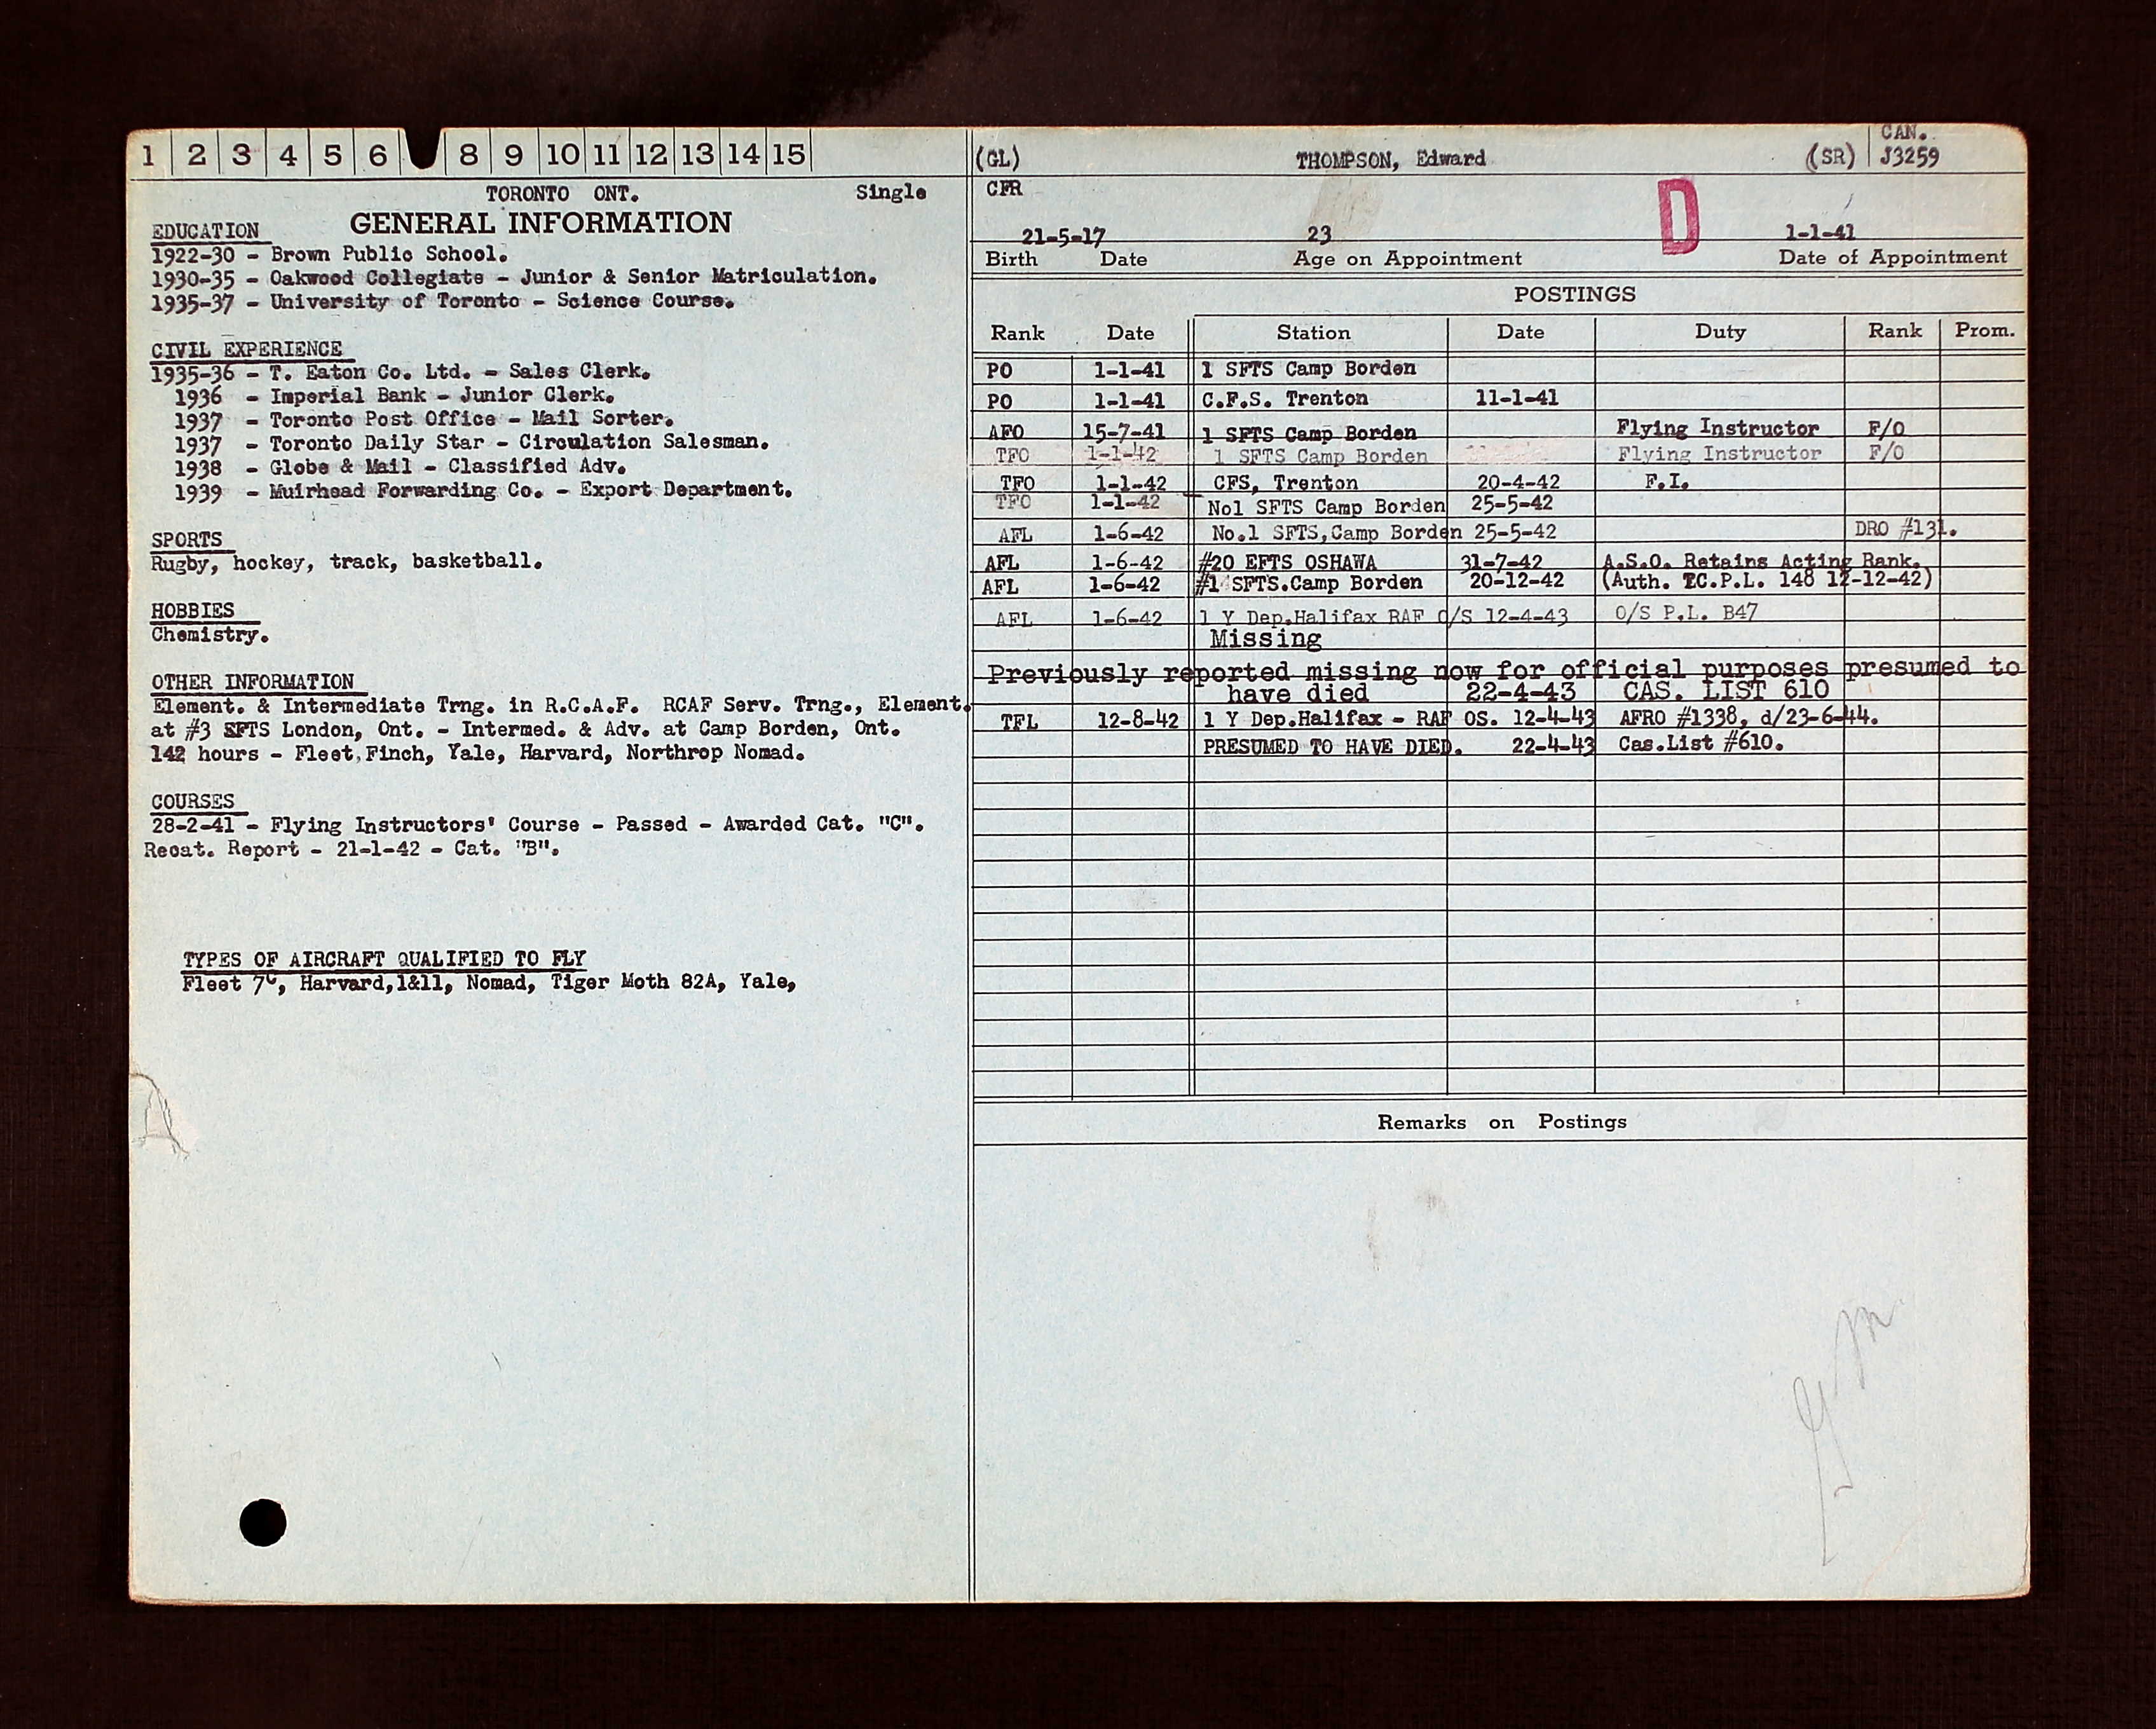 1 2 3 4 5 6 8 9 10 11 12 13 14 15
TORONTO ONT. Single
GENERAL INFORMATION
EDUCATION
1922-30 - Brown Public School.
1930-35 - Oakwood Collegiate - Junior & Senior Matriculation.
1935-37 - University of Toronto - Science Course.
CIVIL EXPERIENCE
1935-36 - T. Eaton Co. Ltd. - Sales Clerk.
1936 - Imperial Bank - Junior Clerk.
1937 - Toronto Post Office - Mail Sorter.
1937 - Toronto Daily Star - Circulation Salesman.
1938 - Globe & Mail - Classified Adv.
1939 - Muirhead Forwarding Co. - Export Department.
SPORTS
Rugby, hockey, track, basketball.
HOBBIES
Chemistry.
OTHER INFORMATION
Element. & Intermediate Trng. in R.C.A.F. RCAF Serv. Trng., Element.
at #3 SFTS London, Ont. - Intermed. & Adv. at Camp Borden, Ont.
142 hours - Fleet, Finch, Yale, Harvard, Northrop Nomad.
COURSES
28-2-41 - Flying Instructors' Course - Passed - Awarded Cat. "C".
Recat. Report - 21-1-42 - Cat. "B".
TYPES OF AIRCRAFT QUALIFIED TO FLY
Fleet 7C, Harvard,1&11, Nomad, Tiger Moth 82A, Yale,
(GL) THOMPSON, Edward (SR) CAN. J3259
CFR
D
21-5-17 23 1-1-41
Birth Date Age on Appointment Date of Appointment
POSTINGS
Rank Date Station Date Duty Rank Prom.
PO 1-1-41 1 SFTS Camp Borden
PO 1-1-41 C.F.S. Trenton 11-1-41
AFO 15-7-41 1 SFTS Camp Borden Flying Instructor F/O
TFO 1-1-42 1 SFTS Camp Borden Flying Instructor F/O
TFO 1-1-42 CFS, Trenton 20-4-42 F.I.
TFO 1-1-42 No1 SFTS Camp Borden 25-5-42
AFL 1-6-42 No.1 SFTS,Camp Borden 25-5-42 DRO #131.
AFL 1-6-42 #20 EFTS OSHAWA 31-7-42 A.S.O. Retains Acting Rank.
AFL 1-6-42 #1 SFTS.Camp Borden 20-12-42 (Auth. TC.P.L. 148 12-12-42)
AFL 1-6-42 1 Y Dep.Halifax RAF O/S 12-4-43 O/S P.L. B47
Missing
Previously reported missing now for official purposes presumed to
have died 22-4-43 CAS. LIST 610
TFL 12-8-42 1 Y Dep.Halifax - RAF OS. 12-4-43 AFRO #1338, d/23-6-44.
PRESUMED TO HAVE DIED. 22-4-43 Cas.List #610.
Remarks on Postings